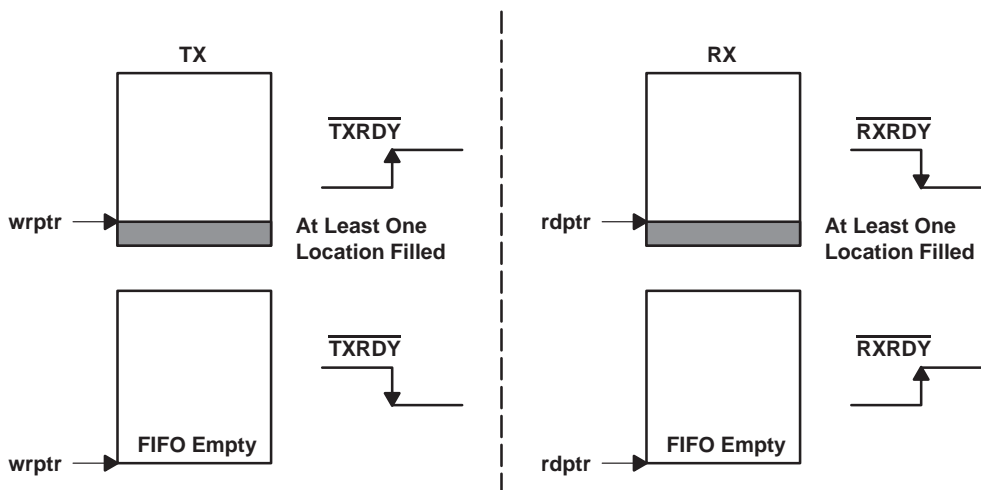 TX
TXRDY
wrptr
At Least One
Location Filled
TXRDY
FIFO Empty
wrptr
RX
RXRDY
rdptr
At Least One
Location Filled
RXRDY
FIFO Empty
rdptr